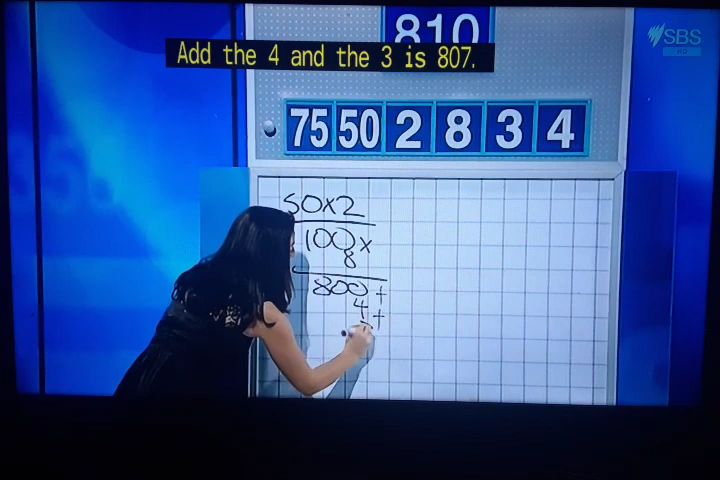 810
SBS
HD
Add the 4 and the 3 is 807.
75 50 2 8 3 4
50x2
100x
8
800+
4
+